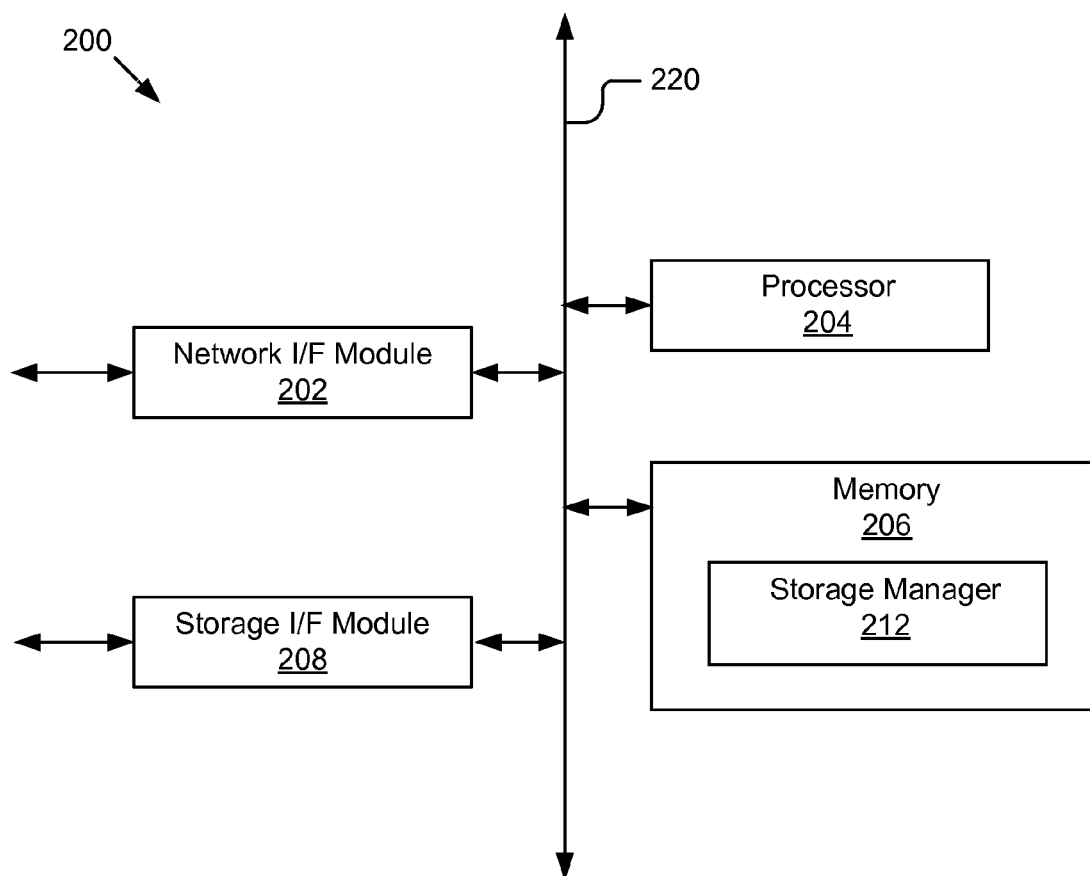 200
220
Processor
204
Network I/F Module
202
Memory
206
Storage Manager
212
Storage I/F Module
208